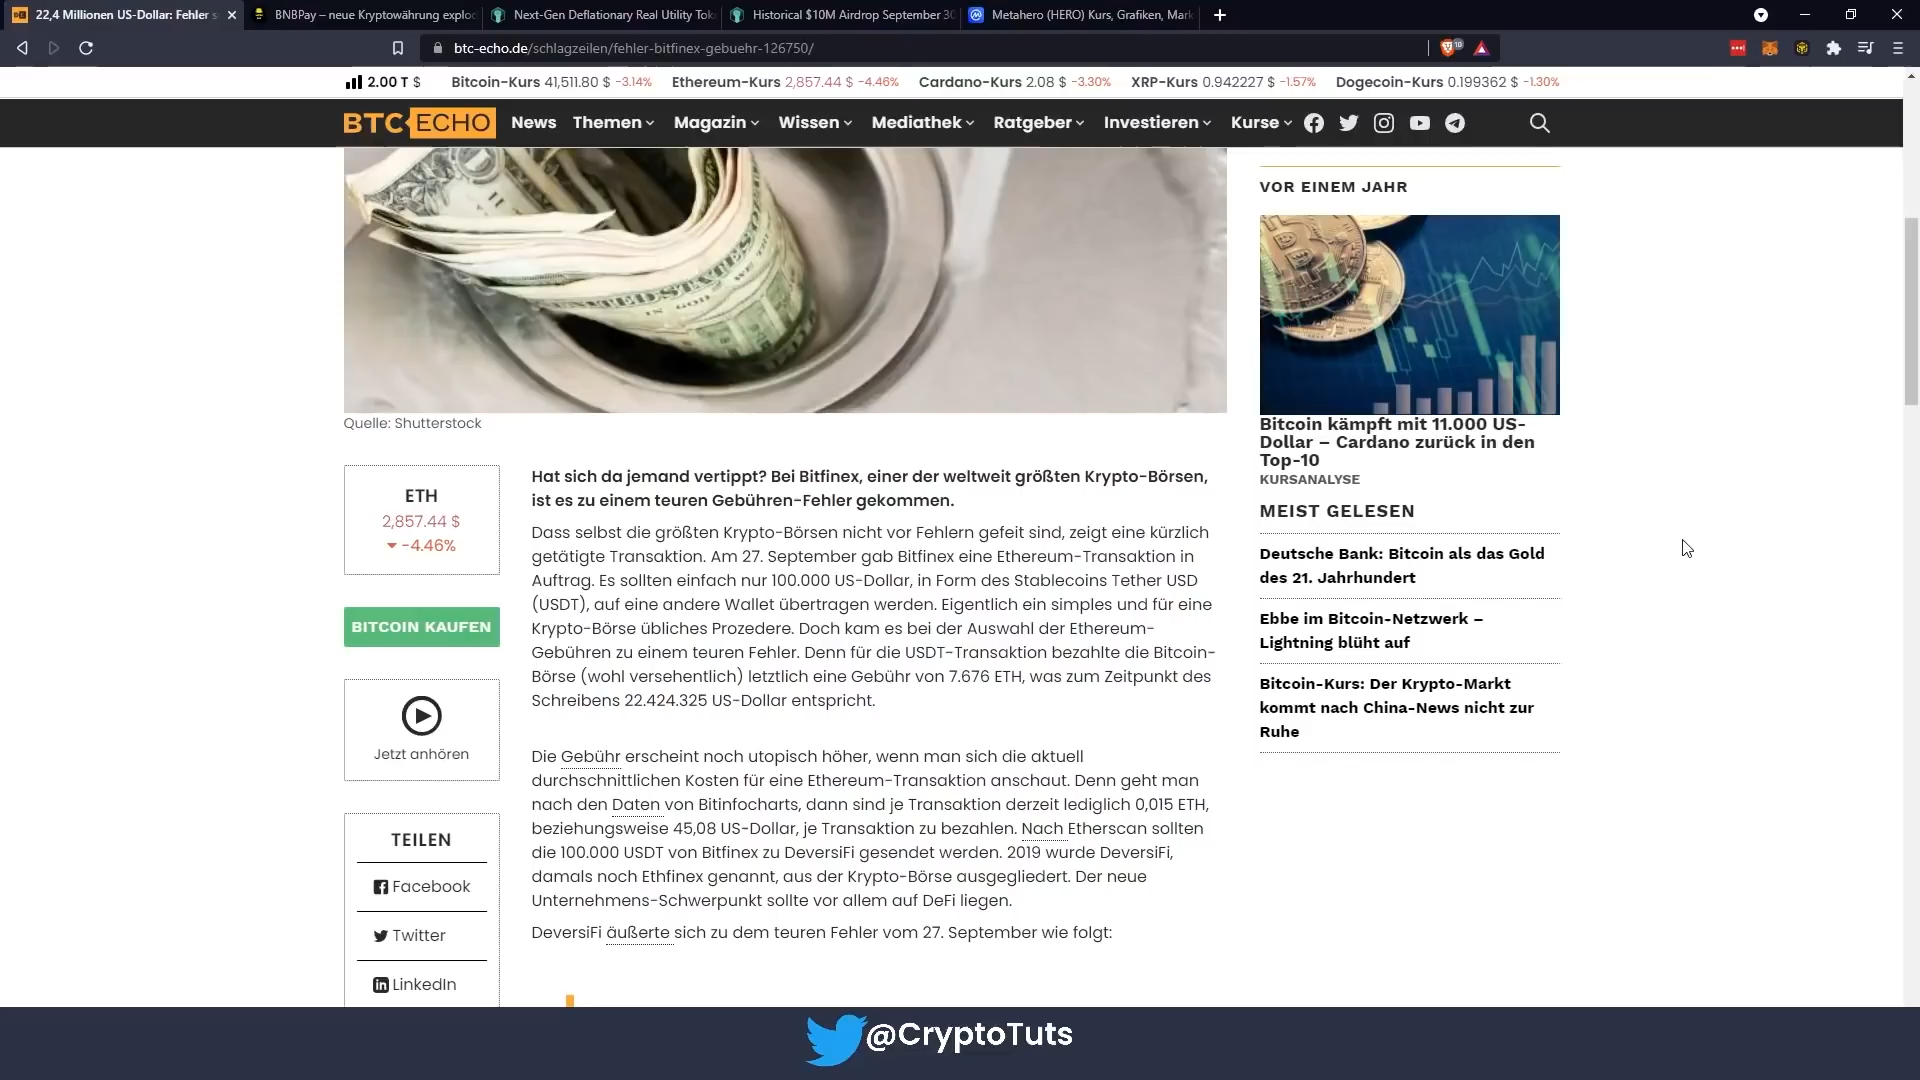 22,4 Millionen US-Dollar: Fehler s
BNBPay – neue Kryptowährung explod
Next-Gen Deflationary Real Utility Tok
Historical $10M Airdrop September 30
Metahero (HERO) Kurs, Grafiken, Mark
btc-echo.de/schlagzeilen/fehler-bitfinex-gebuehr-126750/
2.00 T $ Bitcoin-Kurs 41,511.80 $ -3.14% Ethereum-Kurs 2,857.44 $ -4.46% Cardano-Kurs 2.08 $ -3.30% XRP-Kurs 0.942227 $ -1.57% Dogecoin-Kurs 0.199362 $ -1.30%
BTC ECHO News Themen Magazin Wissen Mediathek Ratgeber Investieren Kurse
Quelle: Shutterstock
ETH
2,857.44 $
-4.46%
BITCOIN KAUFEN
Jetzt anhören
TEILEN
Facebook
Twitter
LinkedIn
Hat sich da jemand vertippt? Bei Bitfinex, einer der weltweit größten Krypto-Börsen,
ist es zu einem teuren Gebühren-Fehler gekommen.
Dass selbst die größten Krypto-Börsen nicht vor Fehlern gefeit sind, zeigt eine kürzlich
getätigte Transaktion. Am 27. September gab Bitfinex eine Ethereum-Transaktion in
Auftrag. Es sollten einfach nur 100.000 US-Dollar, in Form des Stablecoins Tether USD
(USDT), auf eine andere Wallet übertragen werden. Eigentlich ein simples und für eine
Krypto-Börse übliches Prozedere. Doch kam es bei der Auswahl der Ethereum-
Gebühren zu einem teuren Fehler. Denn für die USDT-Transaktion bezahlte die Bitcoin-
Börse (wohl versehentlich) letztlich eine Gebühr von 7.676 ETH, was zum Zeitpunkt des
Schreibens 22.424.325 US-Dollar entspricht.
Die Gebühr erscheint noch utopisch höher, wenn man sich die aktuell
durchschnittlichen Kosten für eine Ethereum-Transaktion anschaut. Denn geht man
nach den Daten von Bitinfocharts, dann sind je Transaktion derzeit lediglich 0,015 ETH,
beziehungsweise 45,08 US-Dollar, je Transaktion zu bezahlen. Nach Etherscan sollten
die 100.000 USDT von Bitfinex zu DeversiFi gesendet werden. 2019 wurde DeversiFi,
damals noch Ethfinex genannt, aus der Krypto-Börse ausgegliedert. Der neue
Unternehmens-Schwerpunkt sollte vor allem auf DeFi liegen.
DeversiFi äußerte sich zu dem teuren Fehler vom 27. September wie folgt:
VOR EINEM JAHR
Bitcoin kämpft mit 11.000 US-
Dollar – Cardano zurück in den
Top-10
KURSANALYSE
MEIST GELESEN
Deutsche Bank: Bitcoin als das Gold
des 21. Jahrhundert
Ebbe im Bitcoin-Netzwerk –
Lightning blüht auf
Bitcoin-Kurs: Der Krypto-Markt
kommt nach China-News nicht zur
Ruhe
@CryptoTuts